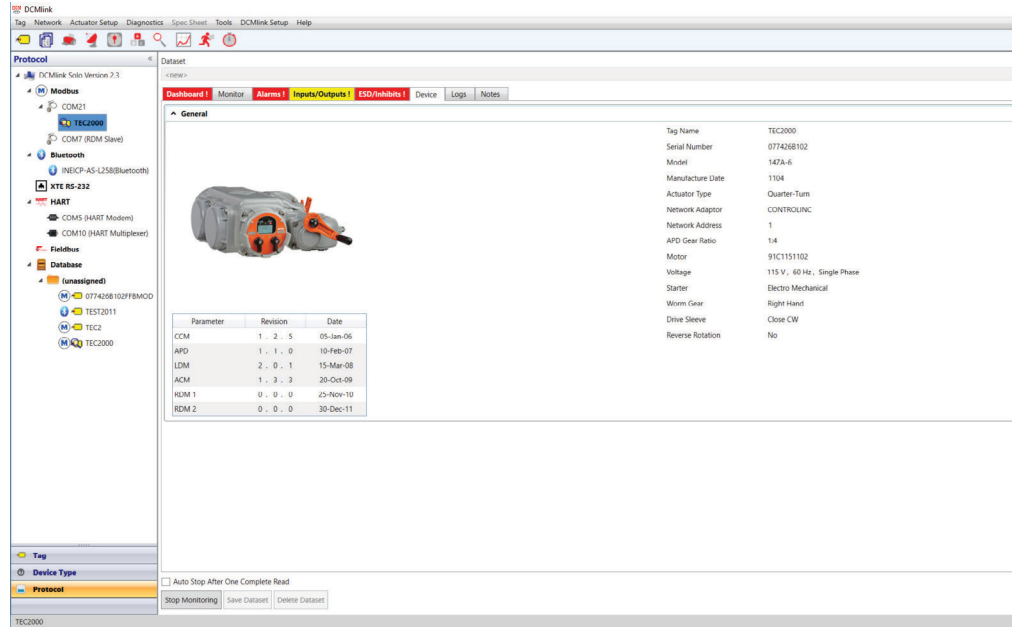 DCMlink
Tag Network Actuator Setup Diagnostics Spec Sheet Tools DCMlink Setup Help
Protocol «
DCMlink Solo Version 2.3
M Modbus
COM21
TEC2000
COM7 (RDM Slave)
Bluetooth
INEICP-AS-L258(Bluetooth)
XTE RS-232
HART
COM5 (HART Modem)
COM10 (HART Multiplexer)
Fieldbus
Database
(unassigned)
M 077426B102FFBMOD
TEST2011
M TEC2
M TEC2000
Tag
Device Type
Protocol
Dataset
<new>
Dashboard ! Monitor Alarms ! Inputs/Outputs ! ESD/Inhibits ! Device Logs Notes
General
Tag Name TEC2000
Serial Number 077426B102
Model 147A-6
Manufacture Date 1104
Actuator Type Quarter-Turn
Network Adaptor CONTROLINC
Network Address 1
APD Gear Ratio 1:4
Motor 91C1151102
Voltage 115 V, 60 Hz, Single Phase
Starter Electro Mechanical
Worm Gear Right Hand
Drive Sleeve Close CW
Reverse Rotation No
Parameter Revision Date
CCM 1 . 2 . 5 05-Jan-06
APD 1 . 1 . 0 10-Feb-07
LDM 2 . 0 . 1 15-Mar-08
ACM 1 . 3 . 3 20-Oct-09
RDM 1 0 . 0 . 0 25-Nov-10
RDM 2 0 . 0 . 0 30-Dec-11
Auto Stop After One Complete Read
Stop Monitoring Save Dataset Delete Dataset
TEC2000